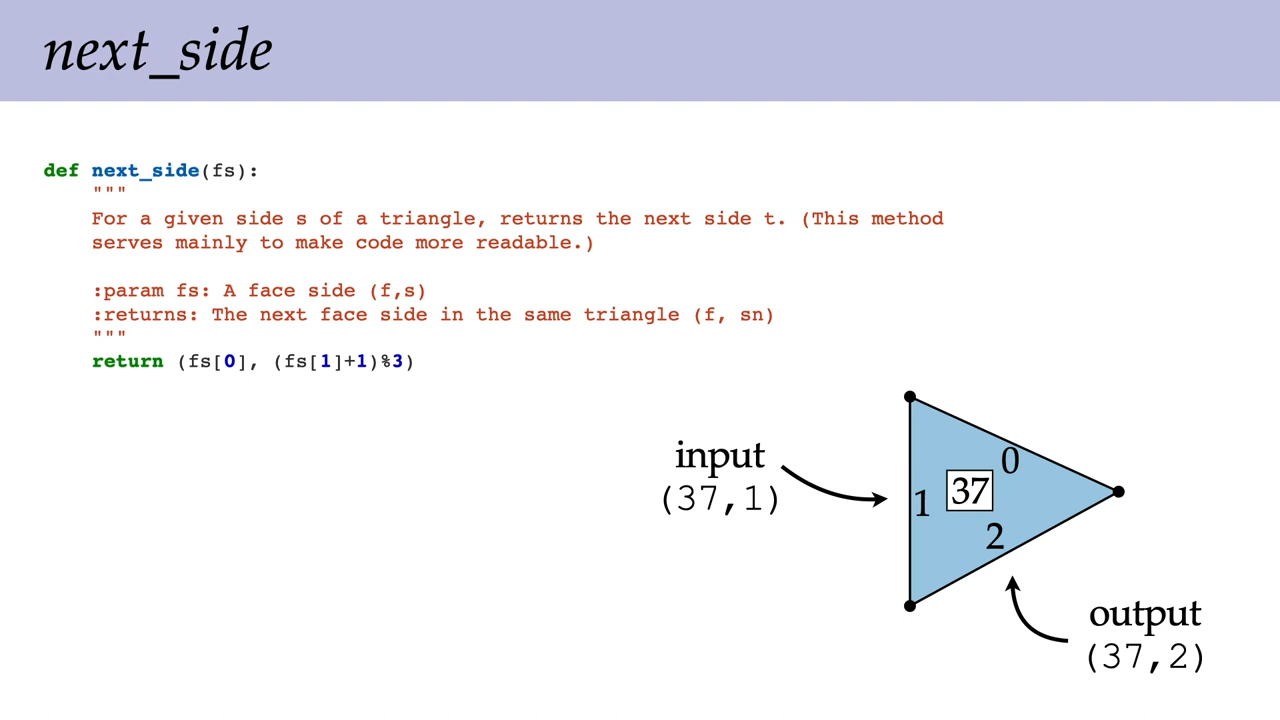 next_side
def next_side(fs):
"""
For a given side s of a triangle, returns the next side t. (This method
serves mainly to make code more readable.)
:param fs: A face side (f,s)
:returns: The next face side in the same triangle (f, sn)
"""
return (fs[0], (fs[1]+1)%3)
input
(37,1)
0
1
37
2
output
(37,2)